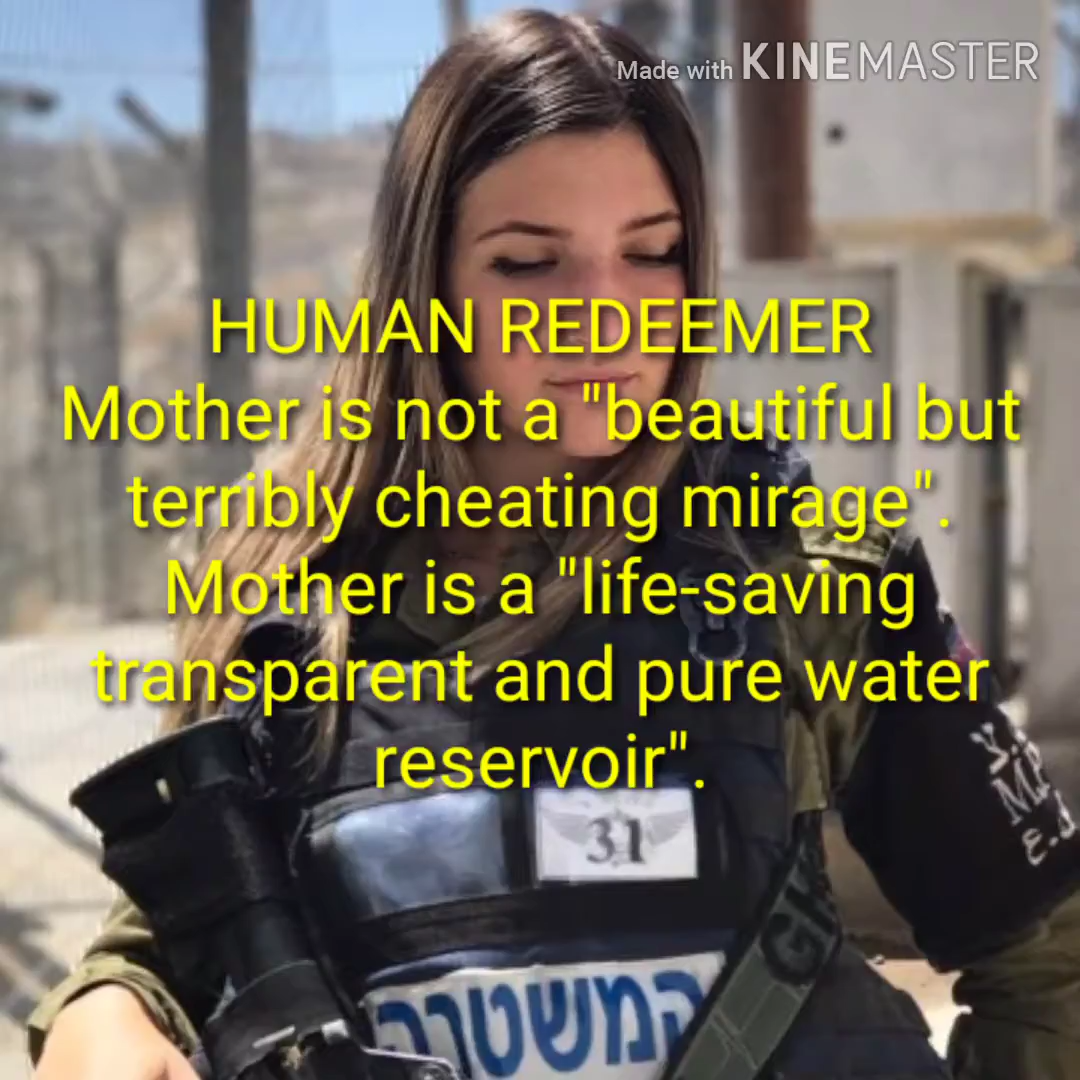 Made with KINEMASTER
HUMAN REDEEMER
Mother is not a "beautiful but
terribly cheating mirage".
Mother is a "life-saving
transparent and pure water
reservoir".
31
המשטרה